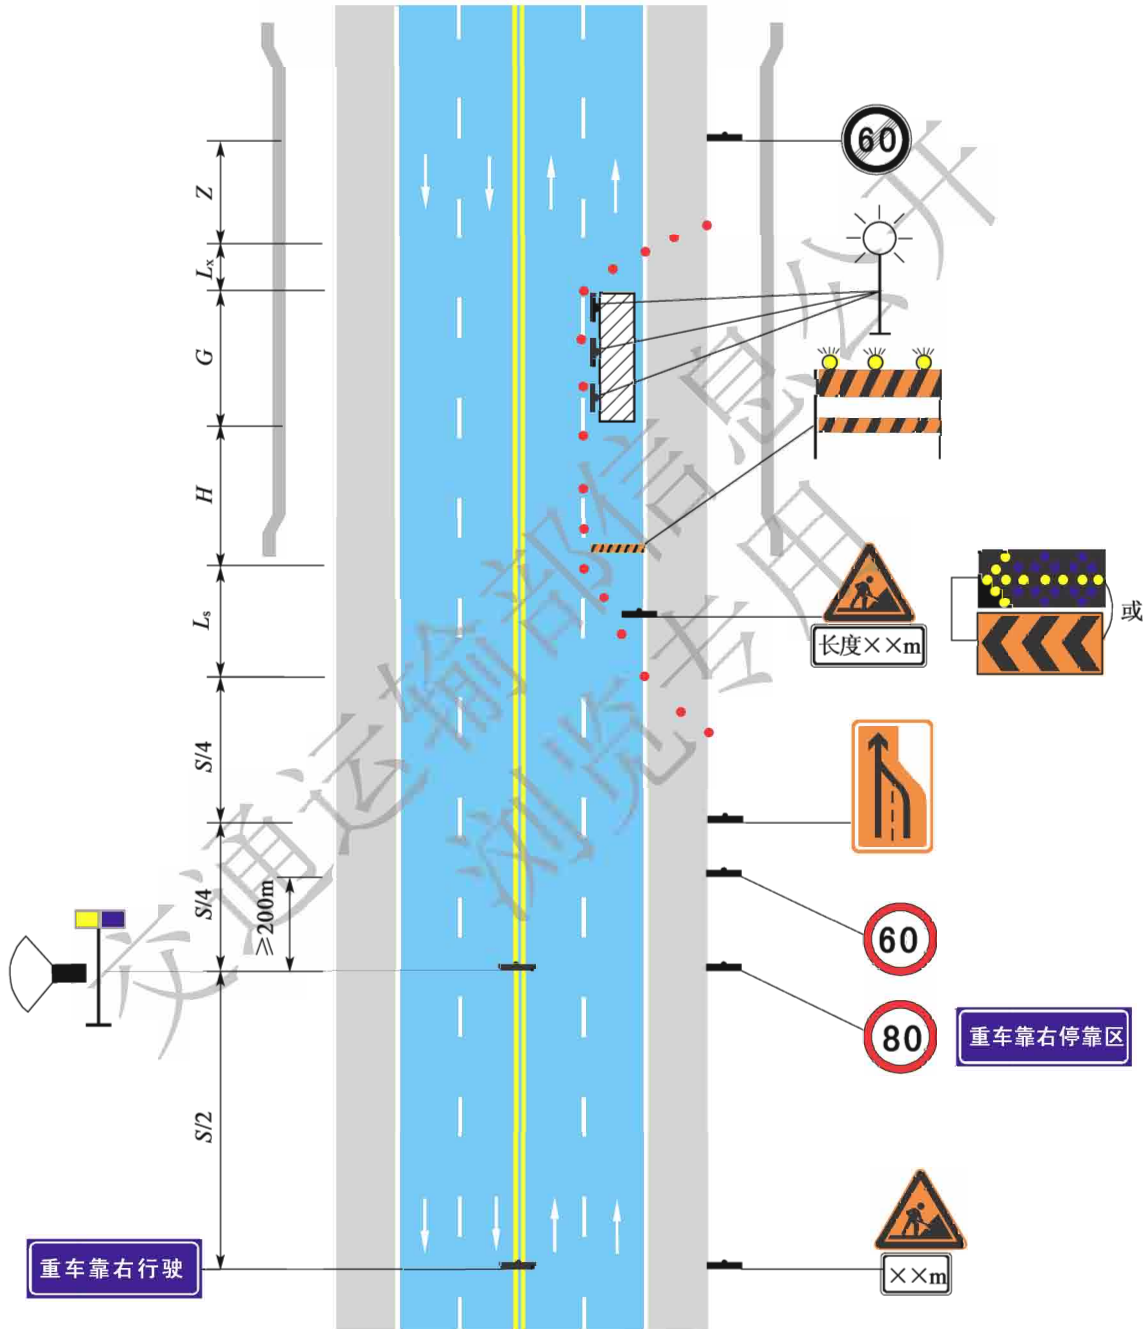 60
Z
Lx
G
H
Ls
长度××m
或
S/4
S/4
≥200m
60
80
重车靠右停靠区
S/2
重车靠右行驶
××m
交通运输部信息公开
浏览专用